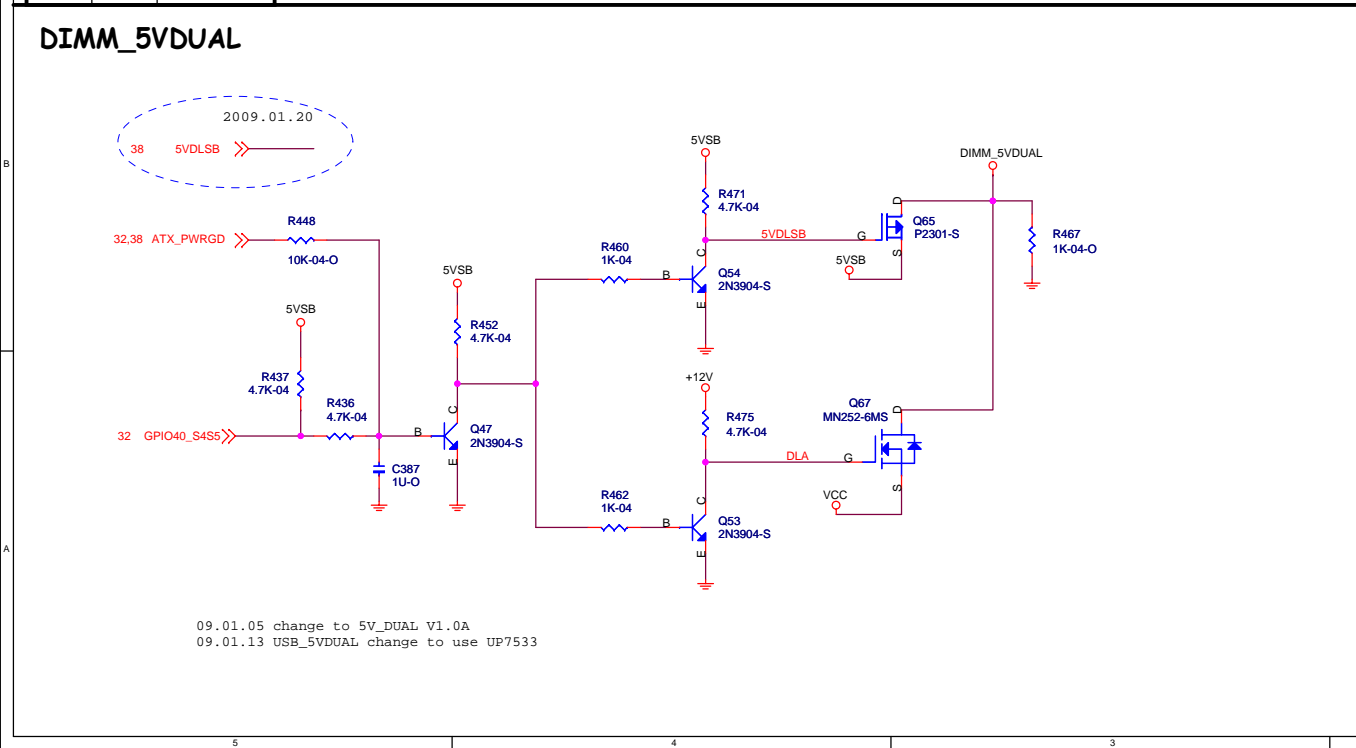 DIMM_5VDUAL
2009.01.20
38 5VDLSB
32,38 ATX_PWRGD
R448
10K-04-O
5VSB
R437
4.7K-04
R436
4.7K-04
32 GPIO40_S4S5
C387
1U-O
5VSB
R452
4.7K-04
B
C
E
Q47
2N3904-S
R460
1K-04
5VSB
R471
4.7K-04
5VDLSB
B
C
E
Q54
2N3904-S
G
D
S
Q65
P2301-S
5VSB
DIMM_5VDUAL
R467
1K-04-O
+12V
R475
4.7K-04
DLA
R462
1K-04
B
C
E
Q53
2N3904-S
Q67
MN252-6MS
G
D
S
VCC
09.01.05 change to 5V_DUAL V1.0A
09.01.13 USB_5VDUAL change to use UP7533
B
A
5
4
3